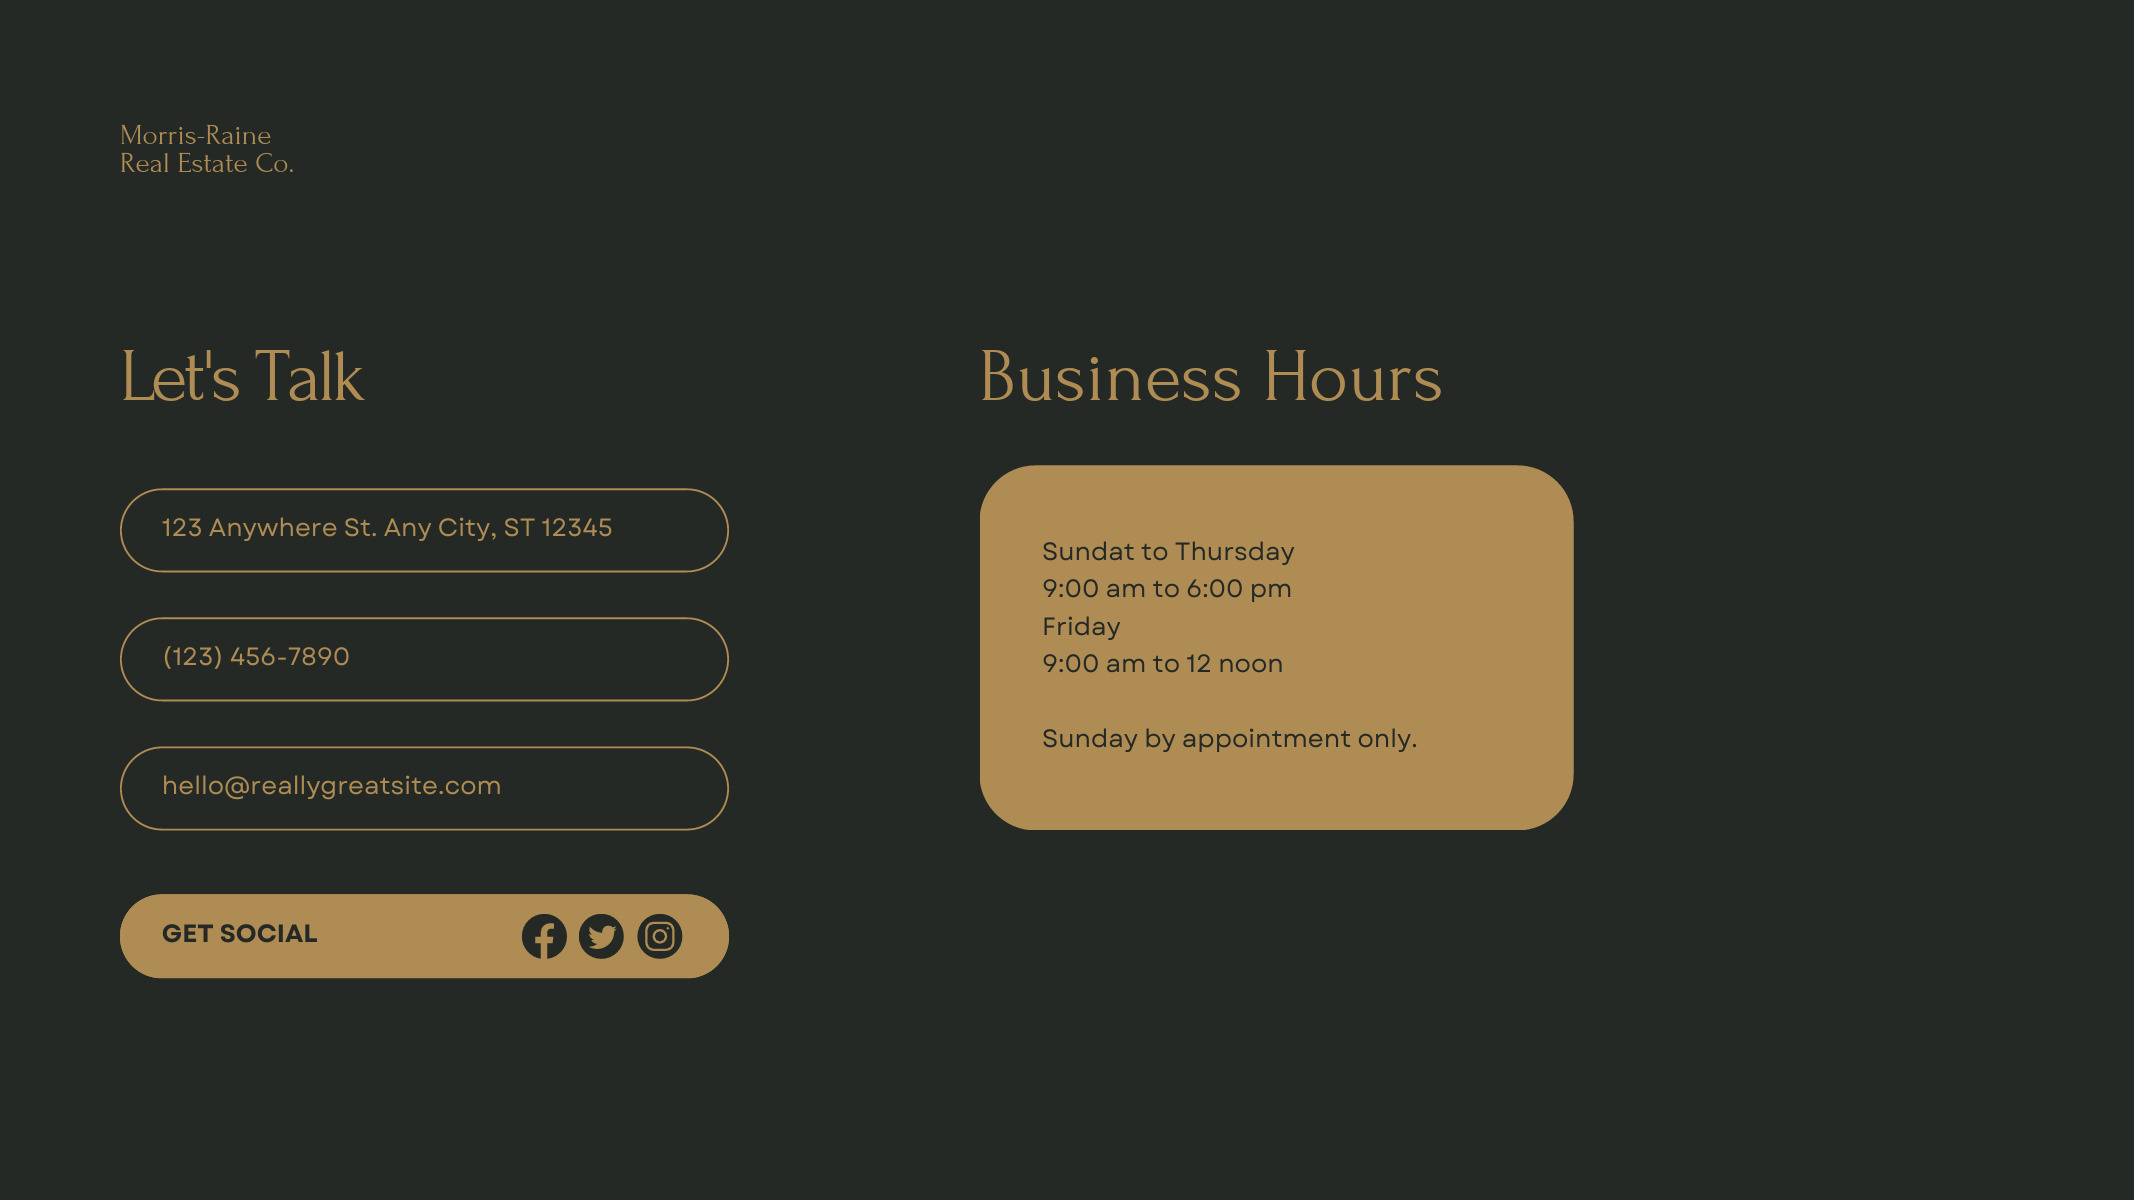 Morris-Raine
Real Estate Co.
Let's Talk
123 Anywhere St. Any City, ST 12345
(123) 456-7890
hello@reallygreatsite.com
GET SOCIAL
Business Hours
Sundat to Thursday
9:00 am to 6:00 pm
Friday
9:00 am to 12 noon
Sunday by appointment only.